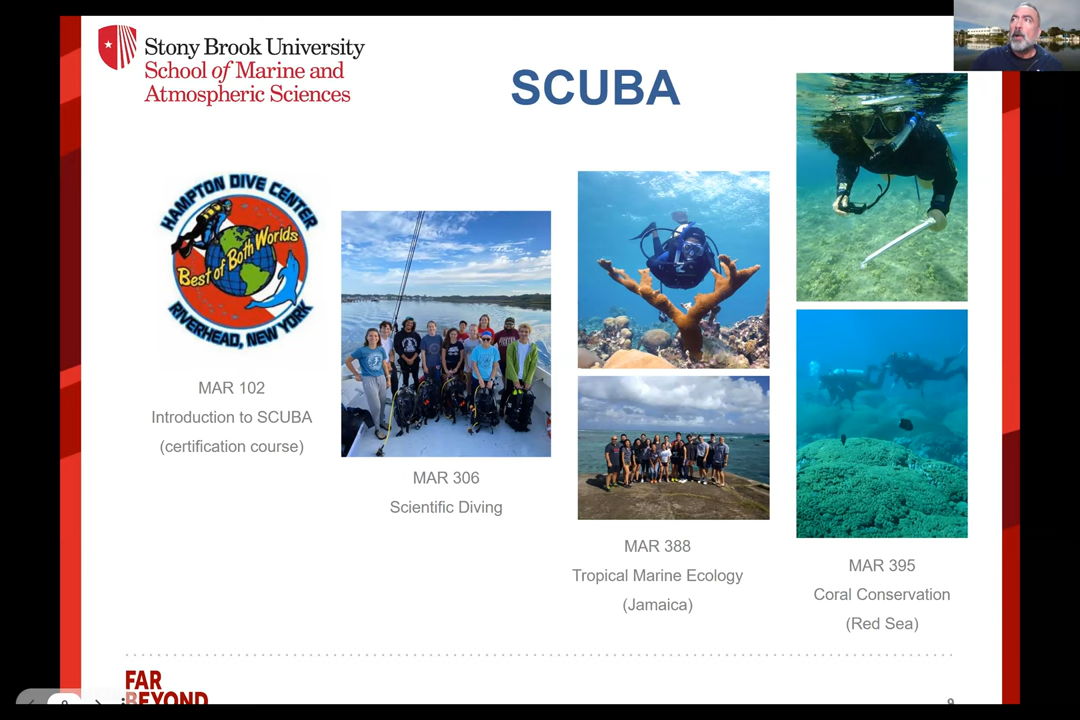 Stony Brook University
School of Marine and
Atmospheric Sciences
SCUBA
HAMPTON DIVE CENTER
Best of Both Worlds
RIVERHEAD, NEW YORK
MAR 102
Introduction to SCUBA
(certification course)
MAR 306
Scientific Diving
MAR 388
Tropical Marine Ecology
(Jamaica)
MAR 395
Coral Conservation
(Red Sea)
FAR
BEYOND
9